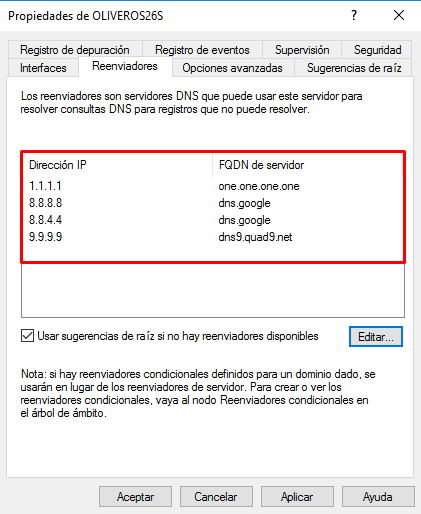 Propiedades de OLIVEROS26S
Registro de depuración Registro de eventos Supervisión Seguridad
Interfaces Reenviadores Opciones avanzadas Sugerencias de raíz
Los reenviadores son servidores DNS que puede usar este servidor para
resolver consultas DNS para registros que no puede resolver.
Dirección IP FQDN de servidor
1.1.1.1 one.one.one.one
8.8.8.8 dns.google
8.8.4.4 dns.google
9.9.9.9 dns9.quad9.net
Usar sugerencias de raíz si no hay reenviadores disponibles Editar...
Nota: si hay reenviadores condicionales definidos para un dominio dado, se
usarán en lugar de los reenviadores de servidor. Para crear o ver los
reenviadores condicionales, vaya al nodo Reenviadores condicionales en
el árbol de ámbito.
Aceptar Cancelar Aplicar Ayuda